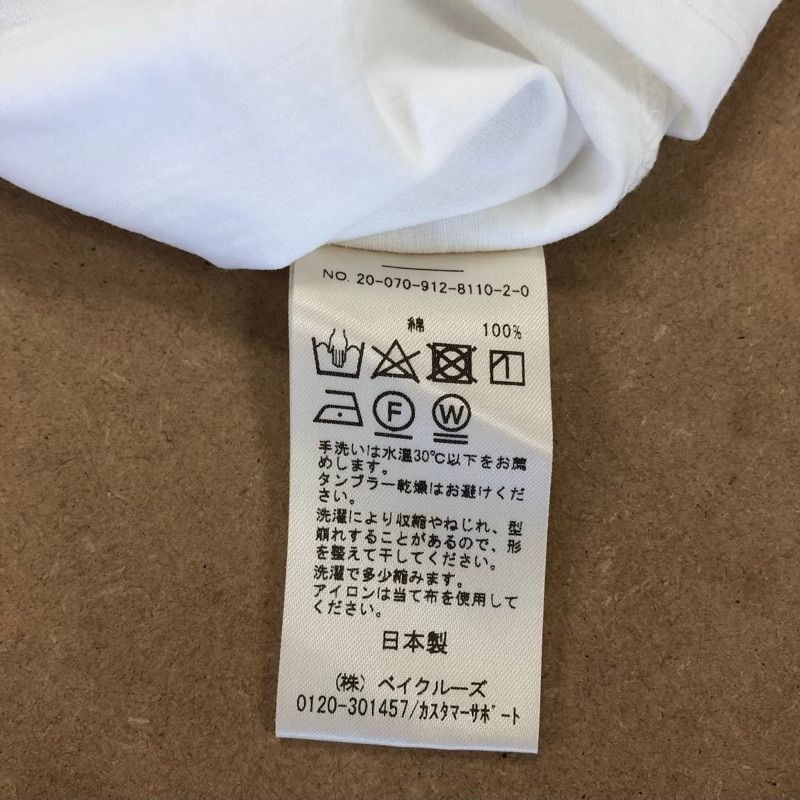 NO. 20-070-912-8110-2-0
綿 100%
F W
手洗いは水温30℃以下をお薦
めします。
タンブラー乾燥はお避けくだ
さい。
洗濯により収縮やねじれ、型
崩れすることがあるので、形
を整えて干してください。
洗濯で多少縮みます。
アイロンは当て布を使用して
ください。
日本製
(株) ベイクルーズ
0120-301457/ｶｽﾀﾏｰｻﾎﾟｰﾄ